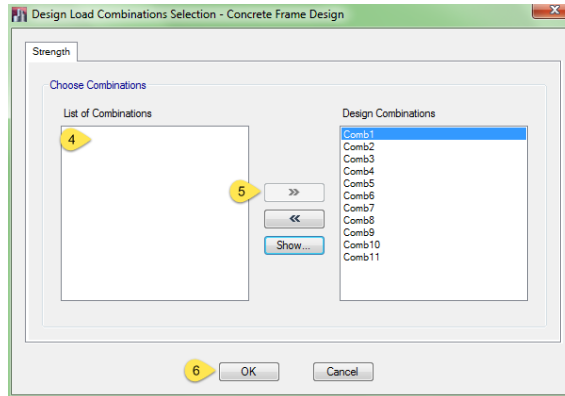 Design Load Combinations Selection - Concrete Frame Design
X
Strength
Choose Combinations
List of Combinations
Design Combinations
4
Comb1
Comb2
Comb3
Comb4
Comb5
Comb6
Comb7
Comb8
Comb9
Comb10
Comb11
5
>>
<<
Show...
6
OK
Cancel